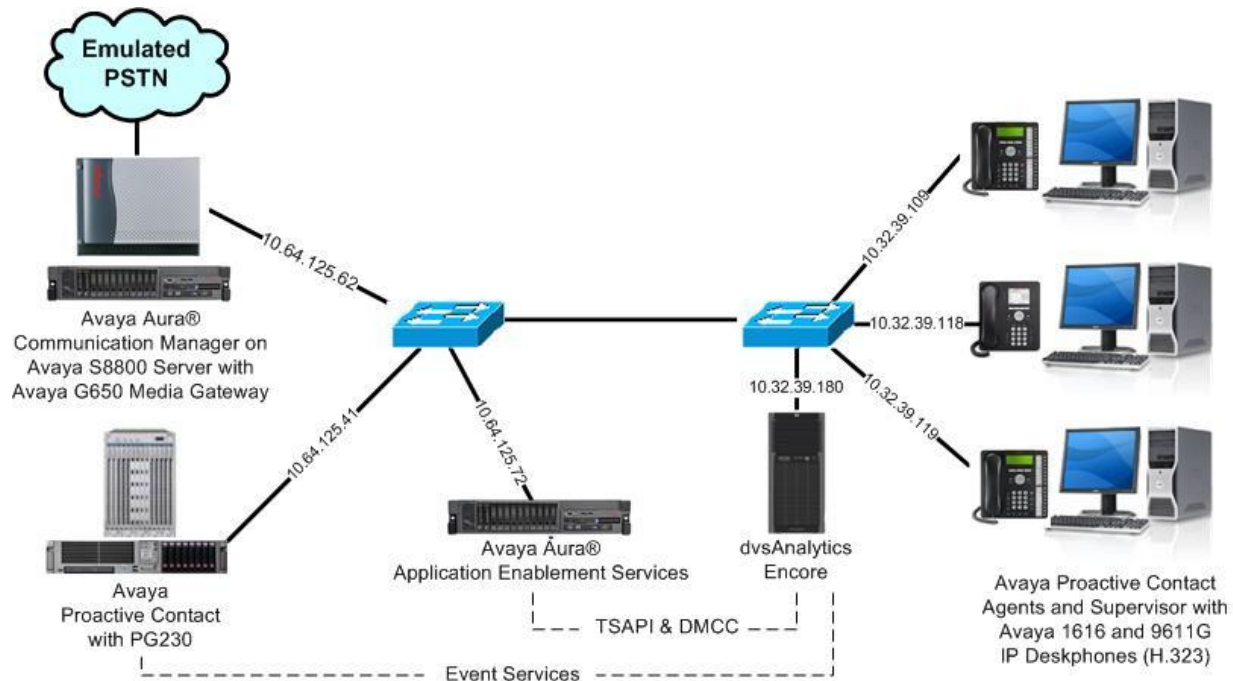 Emulated
PSTN
10.64.125.62
Avaya Aura®
Communication Manager on
Avaya S8800 Server with
Avaya G650 Media Gateway
10.64.125.41
Avaya
Proactive Contact
with PG230
10.64.125.72
Avaya Aura®
Application Enablement Services
10.32.39.109
10.32.39.118
10.32.39.180
10.32.39.119
dvsAnalytics
Encore
TSAPI & DMCC
Event Services
Avaya Proactive Contact
Agents and Supervisor with
Avaya 1616 and 9611G
IP Deskphones (H.323)